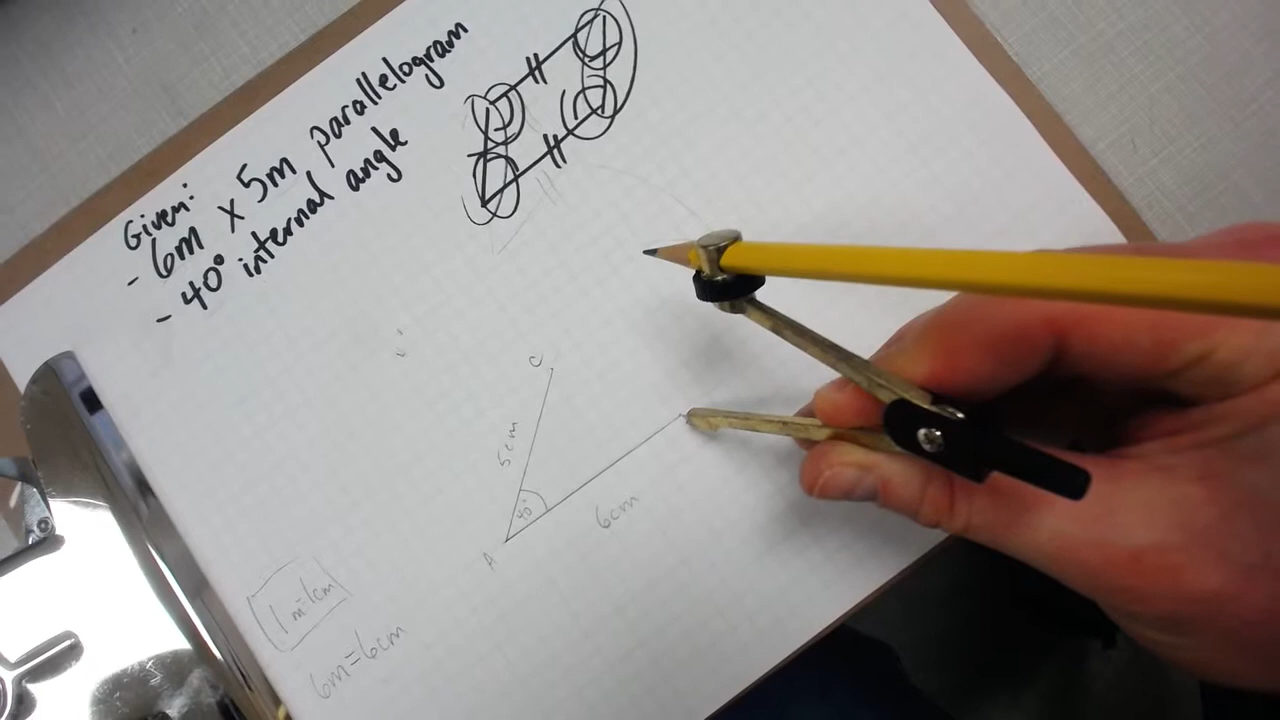 Given:
- 6m x 5m parallelogram
- 40° internal angle
C
5cm
40°
6cm
A
1m=1cm
6m=6cm